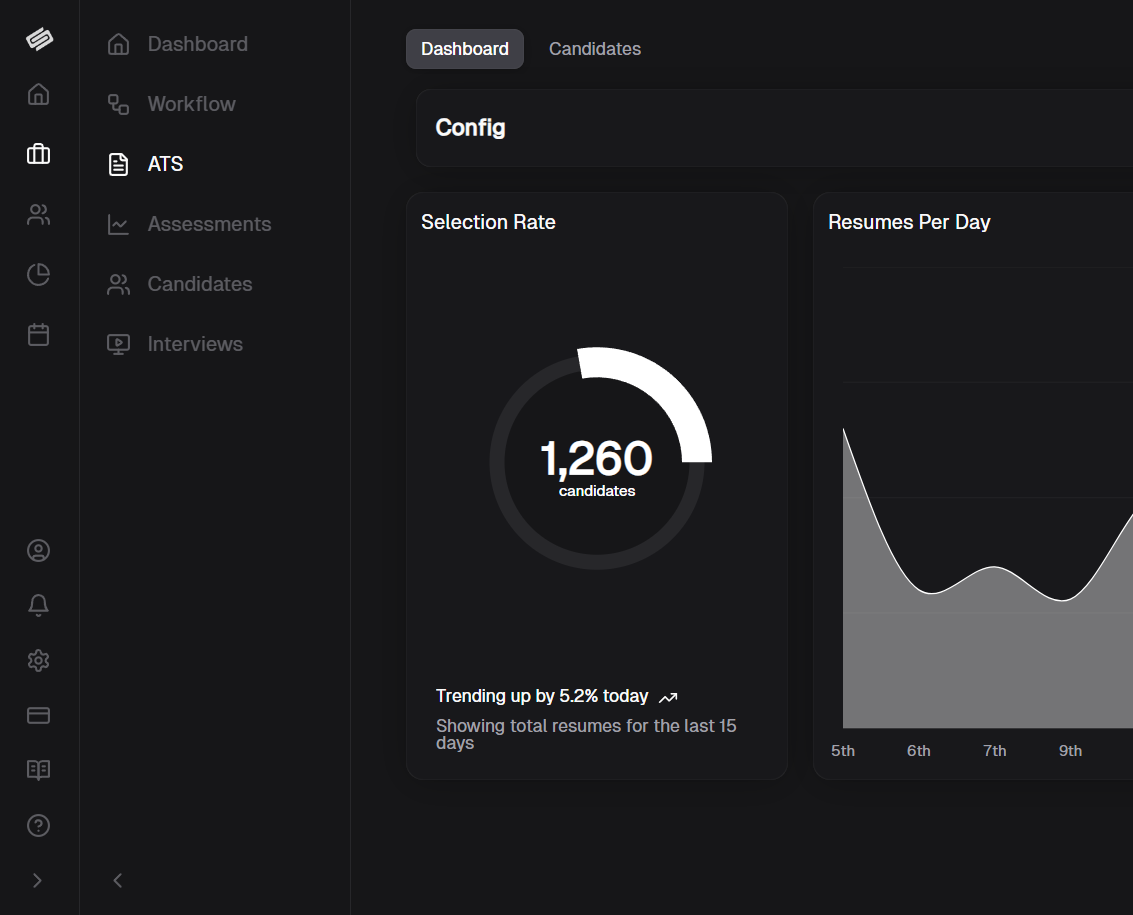 Dashboard
Workflow
ATS
Assessments
Candidates
Interviews
Dashboard
Candidates
Config
Selection Rate
1,260
candidates
Trending up by 5.2% today
Showing total resumes for the last 15
days
Resumes Per Day
5th
6th
7th
9th